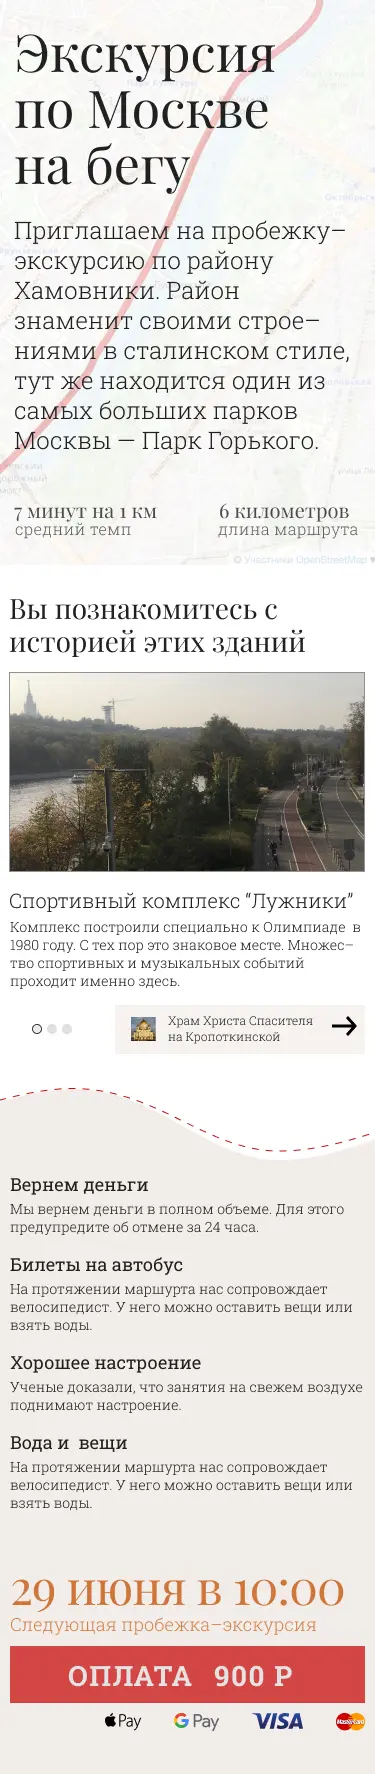 Экскурсия
по Москве
на бегу
Приглашаем на пробежку–
экскурсию по району
Хамовники. Район
знаменит своими строе–
ниями в сталинском стиле,
тут же находится один из
самых больших парков
Москвы — Парк Горького.
7 минут на 1 км
средний темп
6 километров
длина маршрута
© Участники OpenStreetMap ♥
Вы познакомитесь с
историей этих зданий
Спортивный комплекс “Лужники”
Комплекс построили специально к Олимпиаде в
1980 году. С тех пор это знаковое месте. Множес–
тво спортивных и музыкальных событий
проходит именно здесь.
Храм Христа Спасителя
на Кропоткинской
Вернем деньги
Мы вернем деньги в полном объеме. Для этого
предупредите об отмене за 24 часа.
Билеты на автобус
На протяжении маршурта нас сопровождает
велосипедист. У него можно оставить вещи или
взять воды.
Хорошее настроение
Ученые доказали, что занятия на свежем воздухе
поднимают настроение.
Вода и вещи
На протяжении маршурта нас сопровождает
велосипедист. У него можно оставить вещи или
взять воды.
29 июня в 10:00
Следующая пробежка–экскурсия
ОПЛАТА 900 Р
Pay
G Pay
VISA
MasterCard